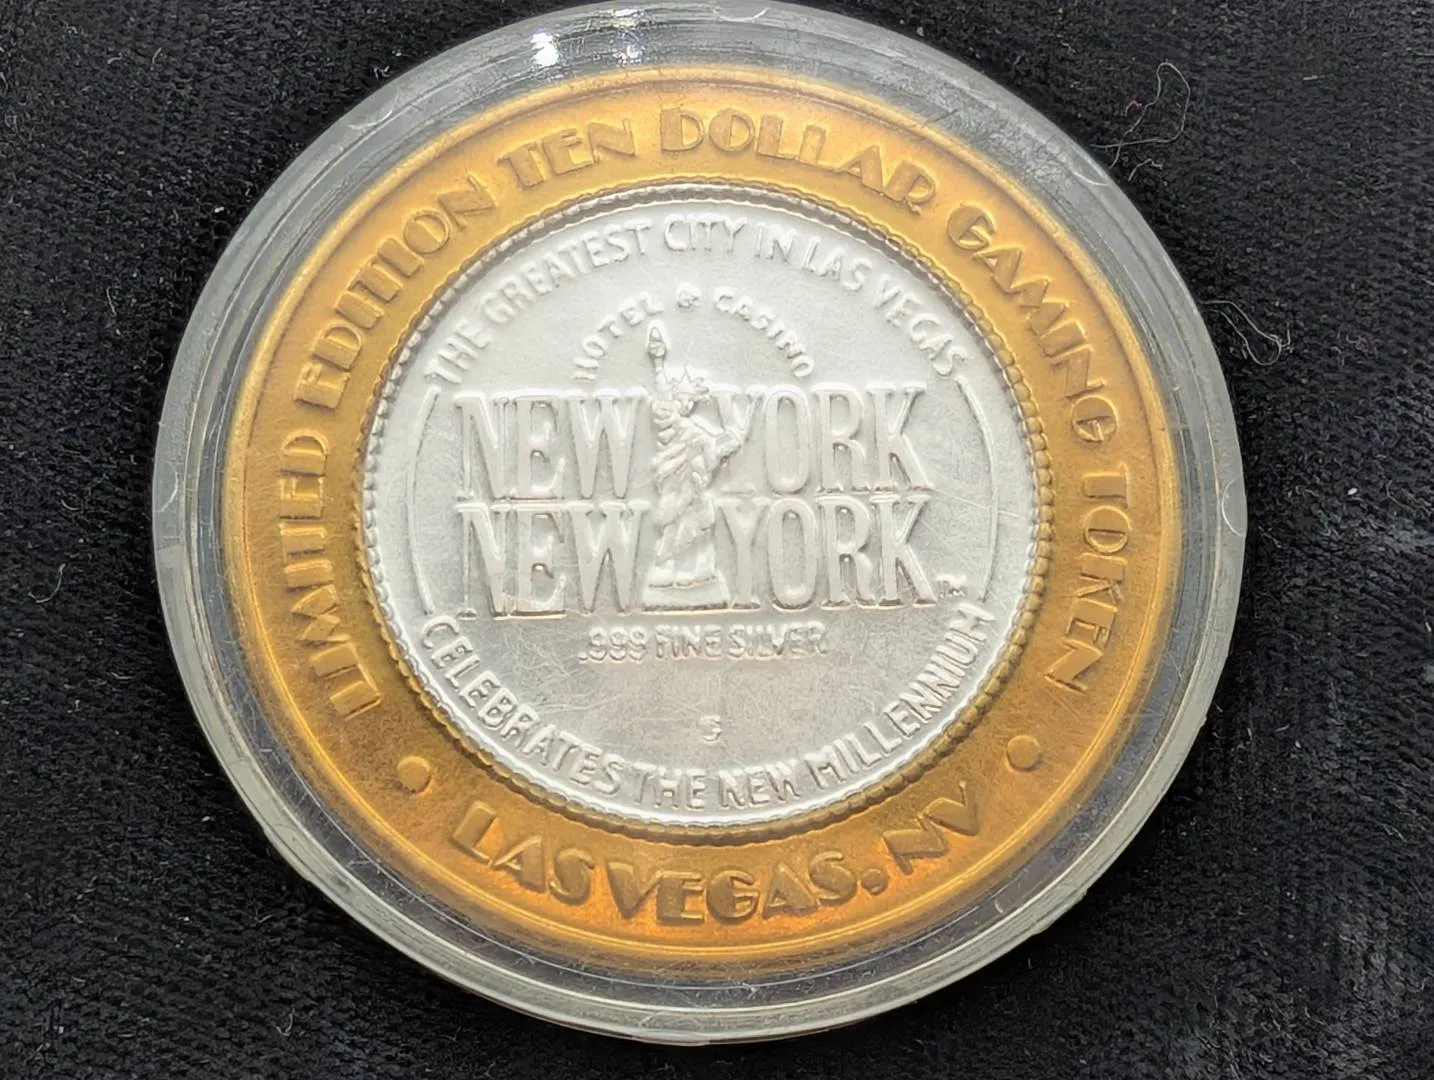 LIMITED EDITION TEN DOLLAR GAMING TOKEN
THE GREATEST CITY IN LAS VEGAS
HOTEL & CASINO
NEW YORK
NEW YORK
.999 FINE SILVER
S
CELEBRATES THE NEW MILLENNIUM
• LAS VEGAS, NV •